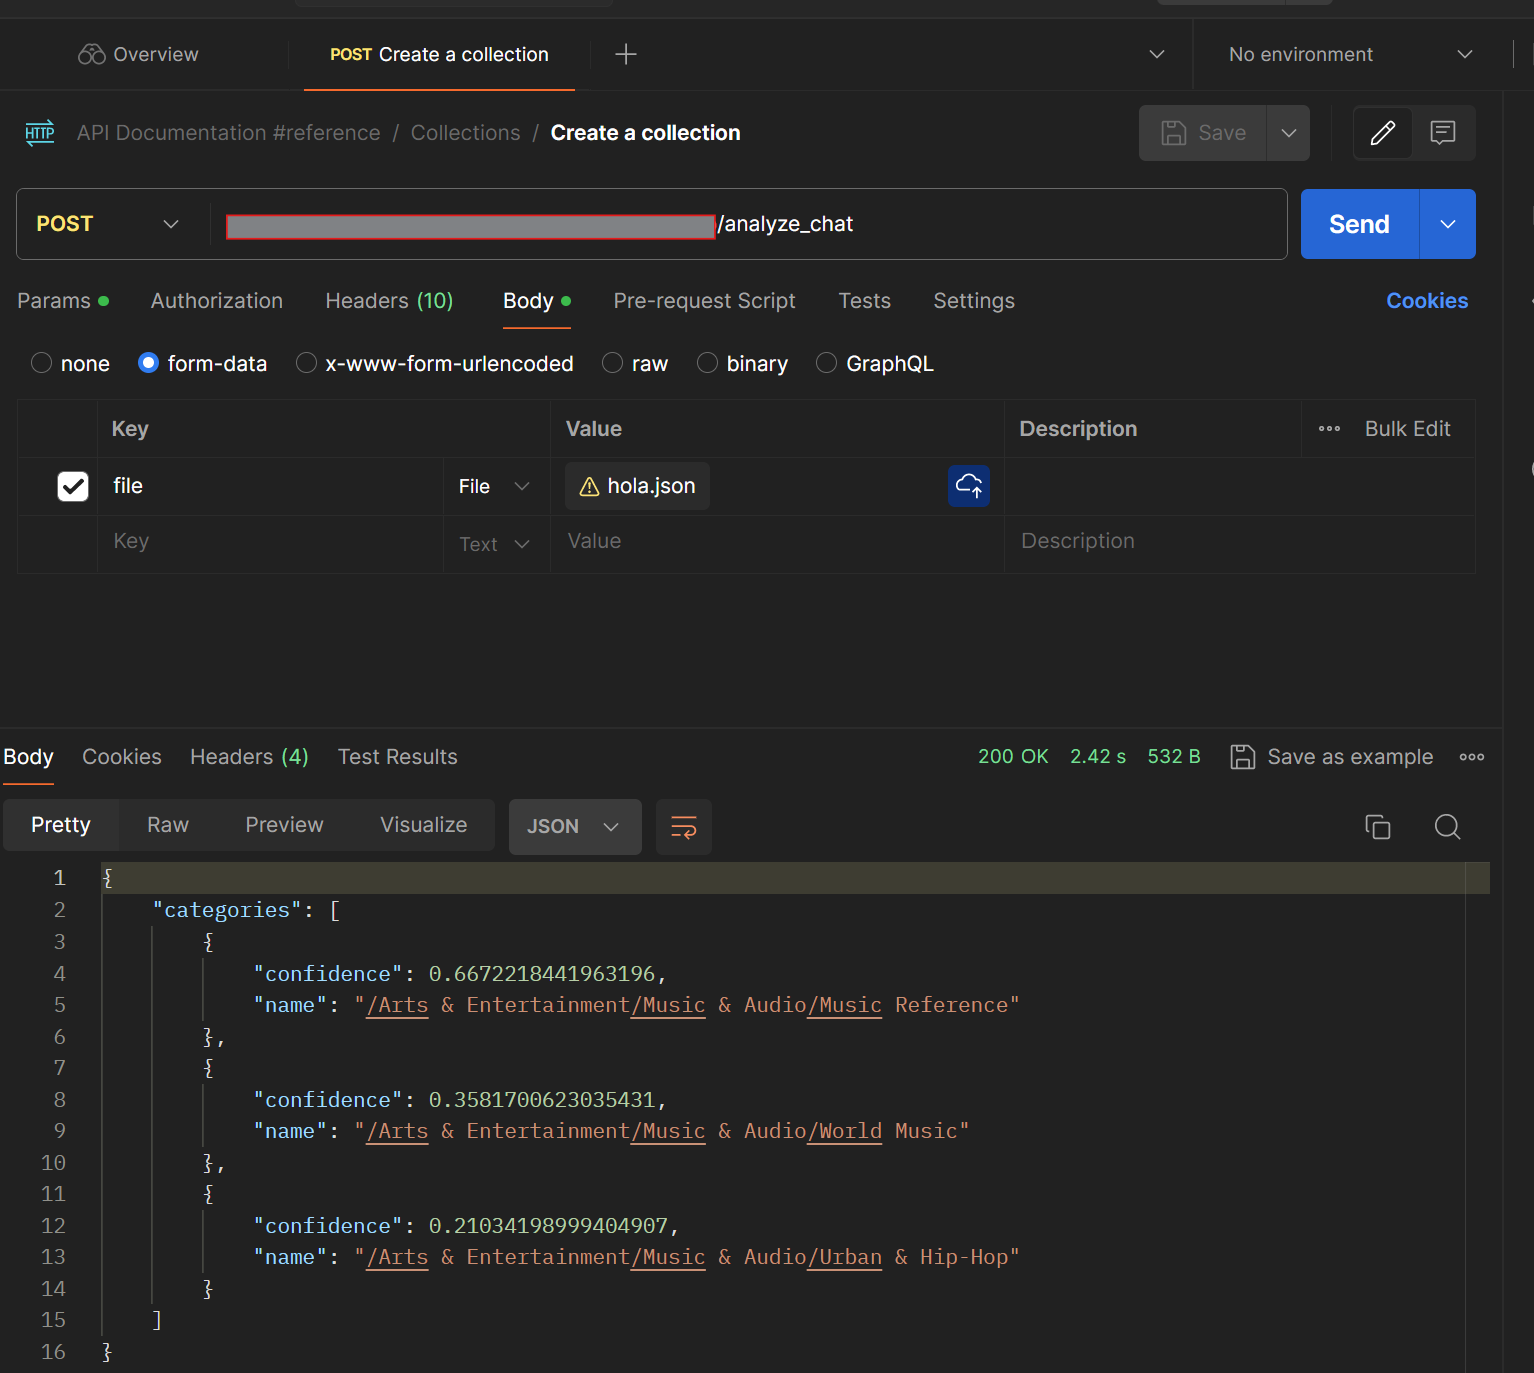 Overview POST Create a collection No environment
HTTP API Documentation #reference / Collections / Create a collection Save
POST /analyze_chat Send
Params Authorization Headers (10) Body Pre-request Script Tests Settings Cookies
none form-data x-www-form-urlencoded raw binary GraphQL
Key Value Description Bulk Edit
file File hola.json
Key Text Value Description
Body Cookies Headers (4) Test Results 200 OK 2.42 s 532 B Save as example
Pretty Raw Preview Visualize JSON
1 {
2 "categories": [
3 {
4 "confidence": 0.6672218441963196,
5 "name": "/Arts & Entertainment/Music & Audio/Music Reference"
6 },
7 {
8 "confidence": 0.3581700623035431,
9 "name": "/Arts & Entertainment/Music & Audio/World Music"
10 },
11 {
12 "confidence": 0.21034198999404907,
13 "name": "/Arts & Entertainment/Music & Audio/Urban & Hip-Hop"
14 }
15 ]
16 }